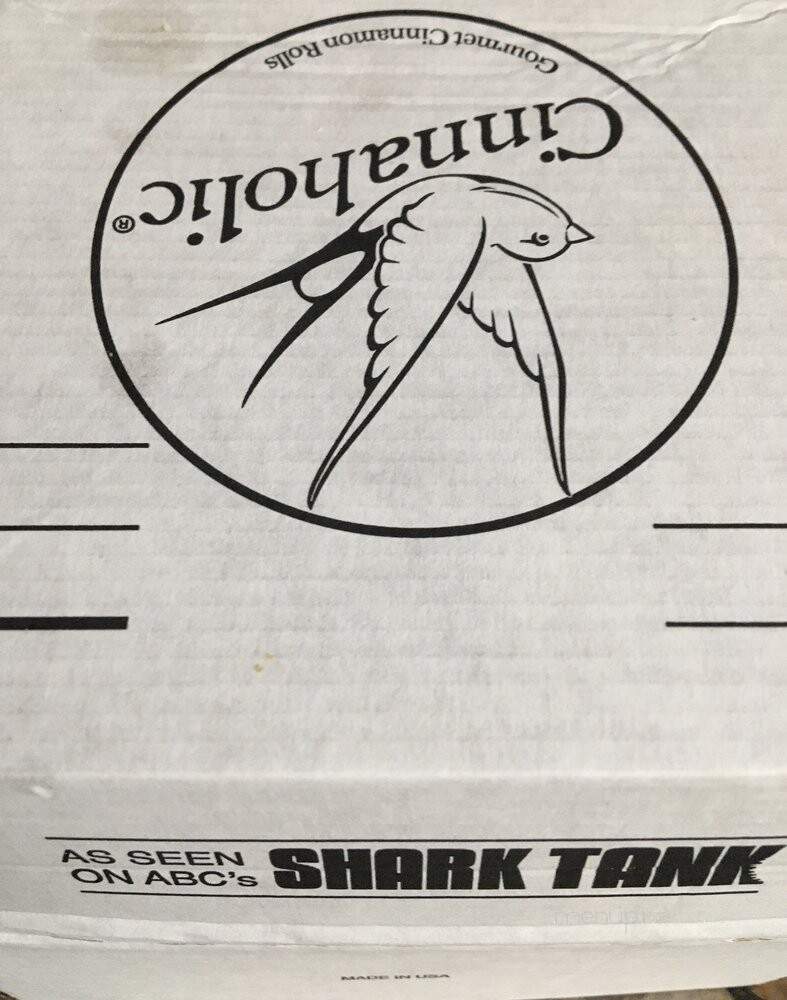 Gourmet Cinnamon Rolls
Cinnaholic®
AS SEEN
ON ABC's SHARK TANK
MADE IN USA